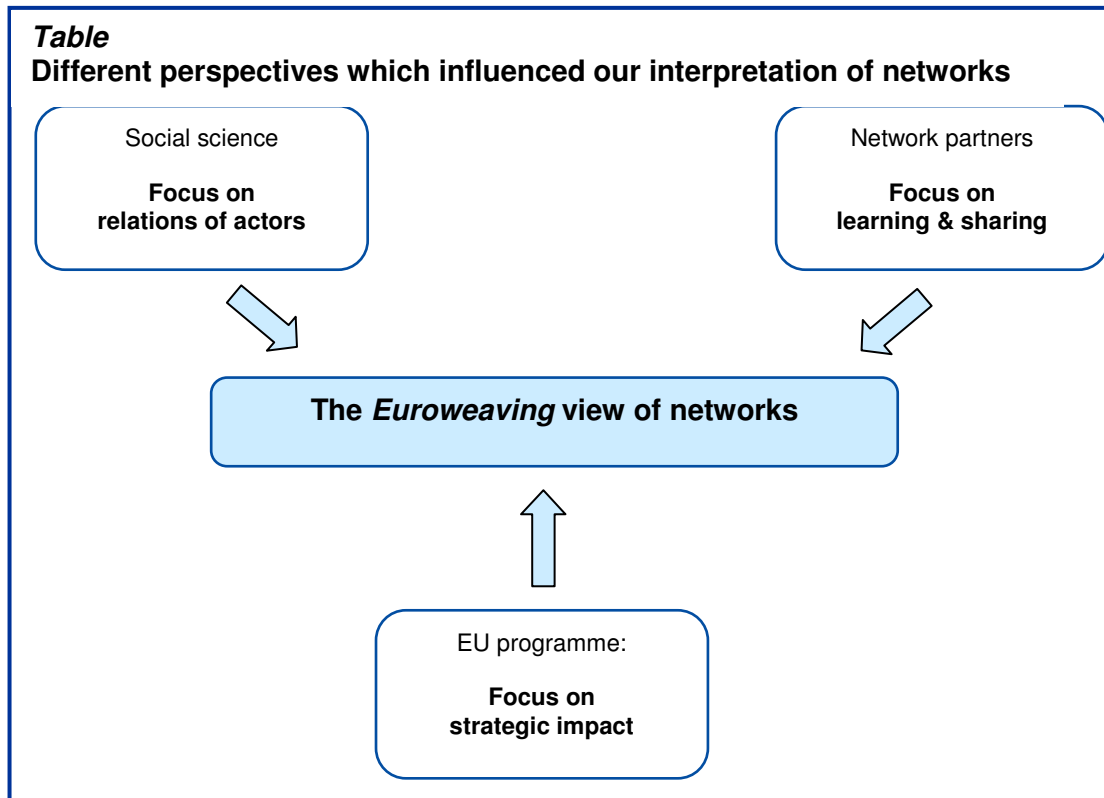 Table
Different perspectives which influenced our interpretation of networks
Social science
Focus on
relations of actors
Network partners
Focus on
learning & sharing
The Euroweaving view of networks
EU programme:
Focus on
strategic impact